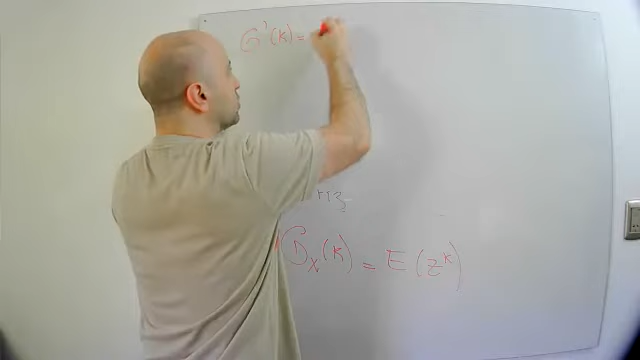 G'(k) =
G_X(k) = E(z^k)